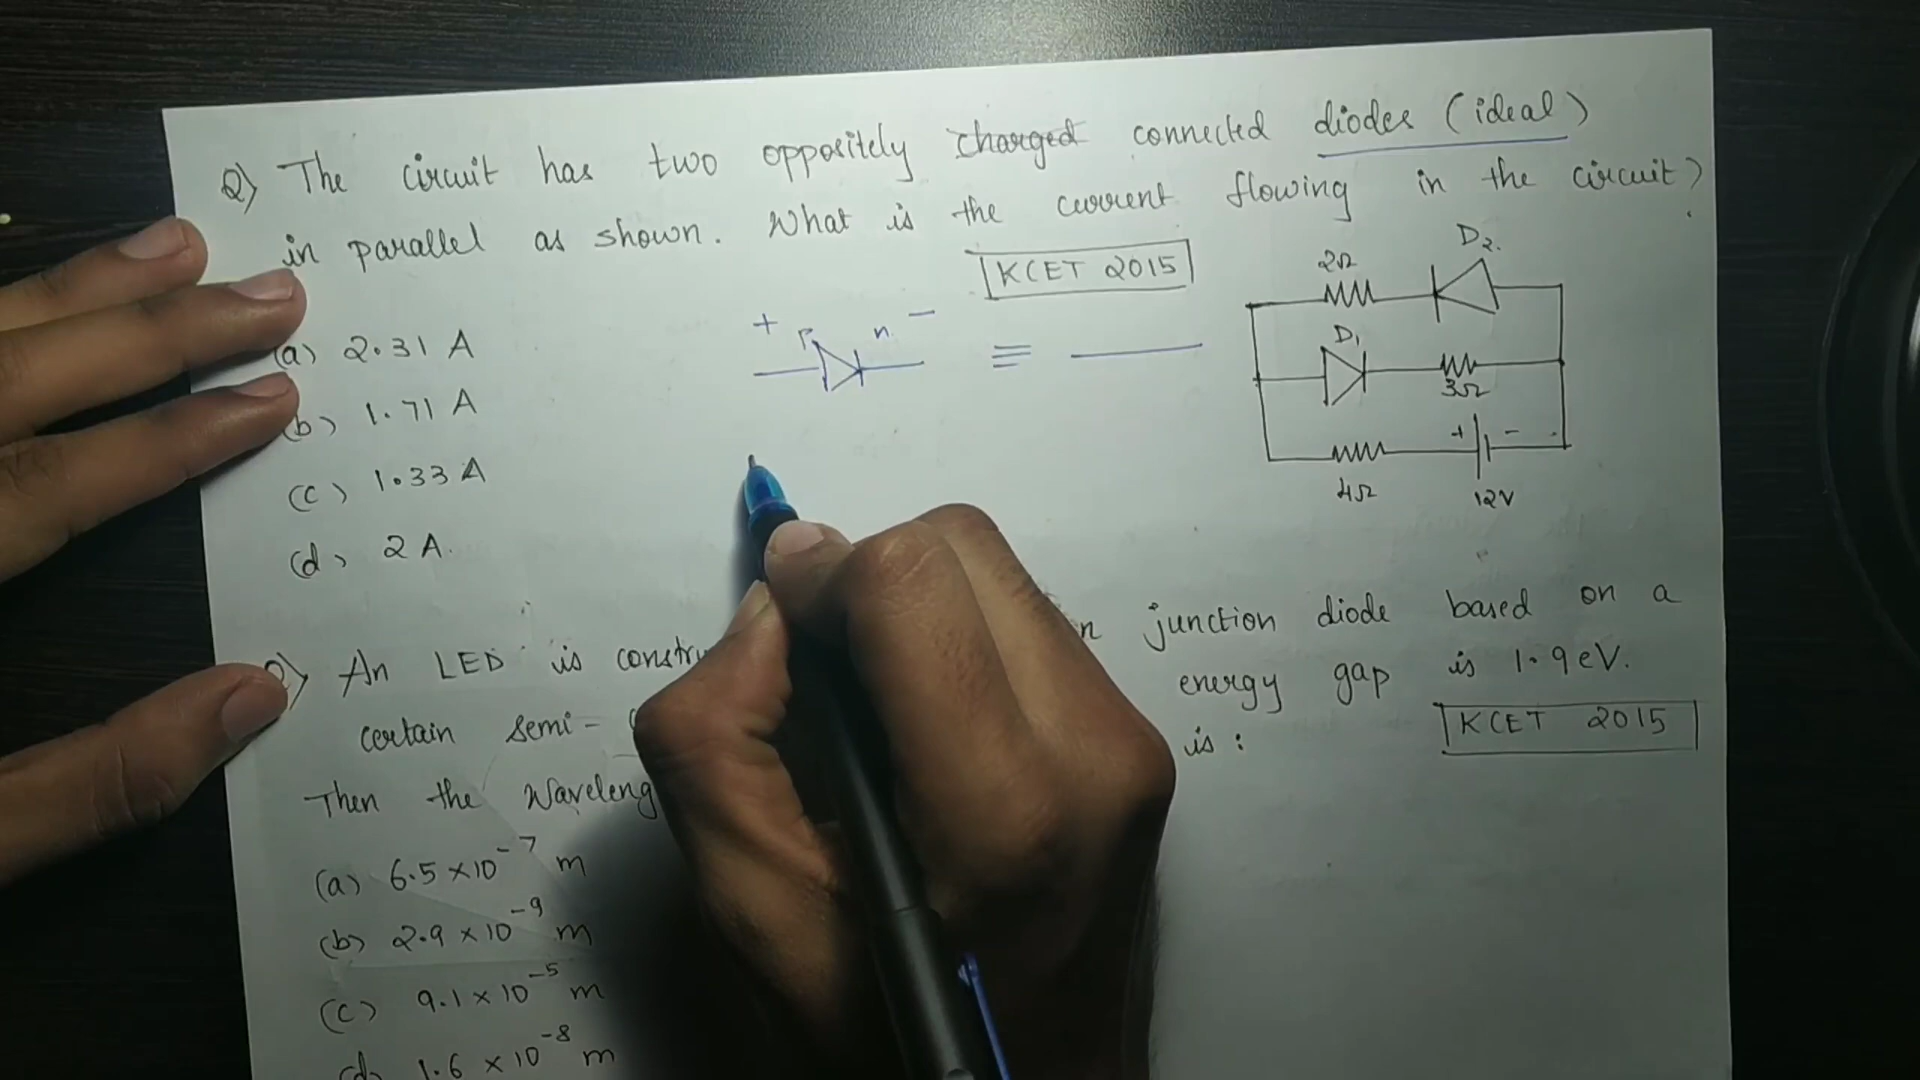 Q) The circuit has two oppositely charged connected diodes (ideal)
in parallel as shown. What is the current flowing in the circuit?
KCET 2015
(a) 2.31 A
(b) 1.71 A
(c) 1.33 A
(d) 2 A.
+ P n. −
≡
2Ω D2.
D1
3Ω
+ −
4Ω 12V
Q) An LED is n junction diode based on a
certain semi- energy gap is 1.9eV.
Then the is :
KCET 2015
(a) 6.5 ×10⁻⁷ m
(b) 2.9 × 10⁻⁹ m
(c) 9.1 × 10⁻⁵ m
(d) 1.6 × 10⁻⁸ m